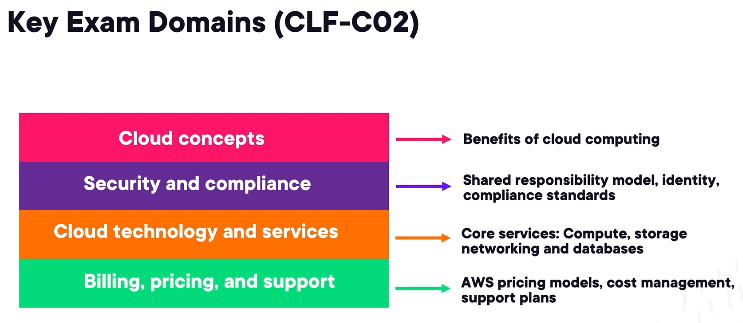 Key Exam Domains (CLF-C02)
Cloud concepts
Benefits of cloud computing
Security and compliance
Shared responsibility model, identity,
compliance standards
Cloud technology and services
Core services: Compute, storage
networking and databases
Billing, pricing, and support
AWS pricing models, cost management,
support plans